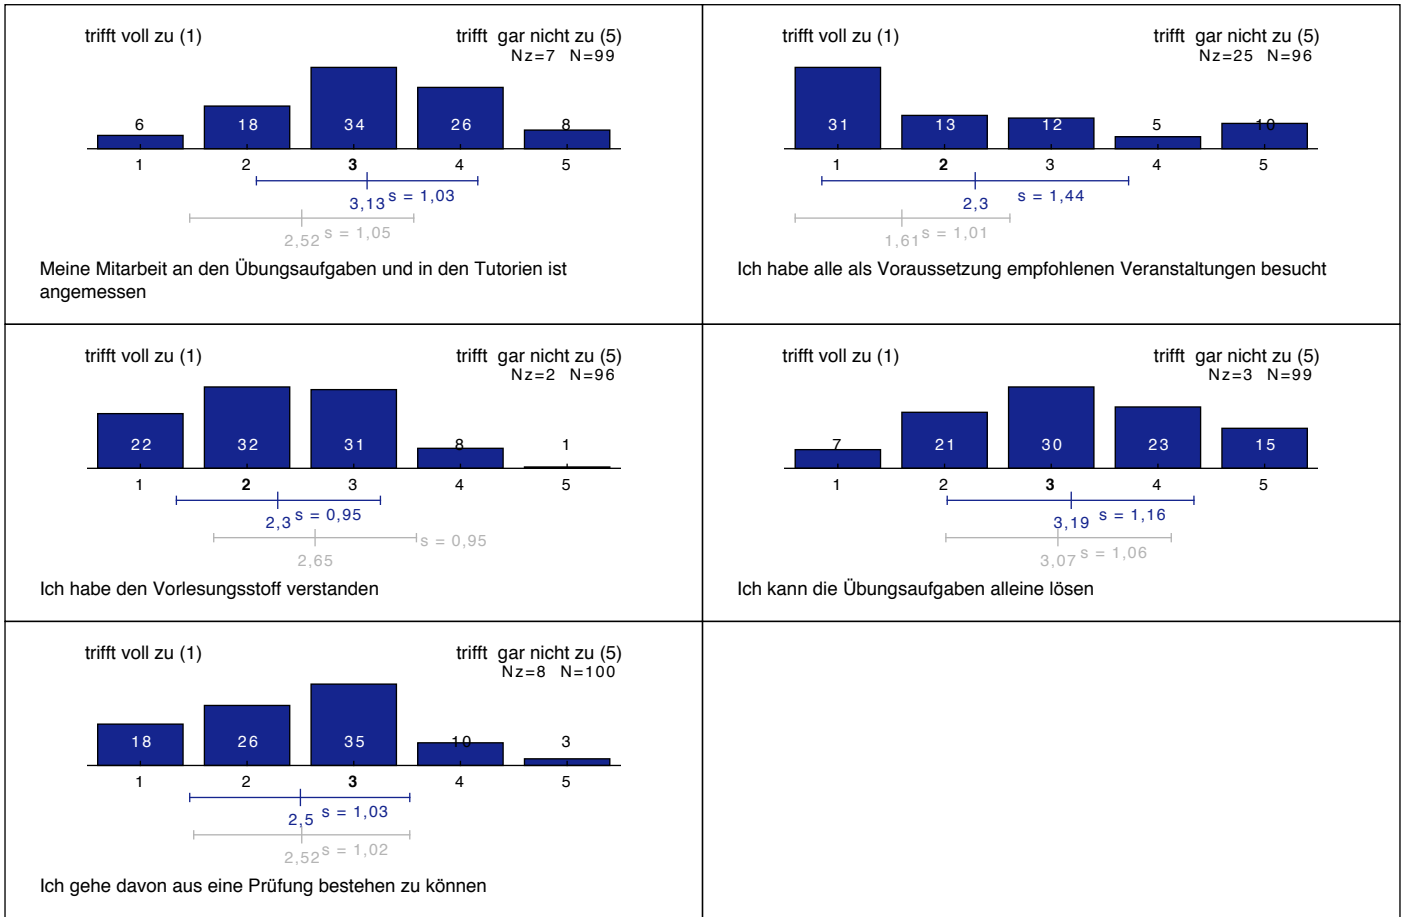 trifft voll zu (1) trifft gar nicht zu (5)
Nz=7 N=99
6 18 34 26 8
1 2 3 4 5
3,13 s = 1,03
2,52 s = 1,05
Meine Mitarbeit an den Übungsaufgaben und in den Tutorien ist
angemessen
trifft voll zu (1) trifft gar nicht zu (5)
Nz=25 N=96
31 13 12 5 10
1 2 3 4 5
2,3 s = 1,44
1,61 s = 1,01
Ich habe alle als Voraussetzung empfohlenen Veranstaltungen besucht
trifft voll zu (1) trifft gar nicht zu (5)
Nz=2 N=96
22 32 31 8 1
1 2 3 4 5
2,3 s = 0,95
2,65 s = 0,95
Ich habe den Vorlesungsstoff verstanden
trifft voll zu (1) trifft gar nicht zu (5)
Nz=3 N=99
7 21 30 23 15
1 2 3 4 5
3,19 s = 1,16
3,07 s = 1,06
Ich kann die Übungsaufgaben alleine lösen
trifft voll zu (1) trifft gar nicht zu (5)
Nz=8 N=100
18 26 35 10 3
1 2 3 4 5
2,5 s = 1,03
2,52 s = 1,02
Ich gehe davon aus eine Prüfung bestehen zu können